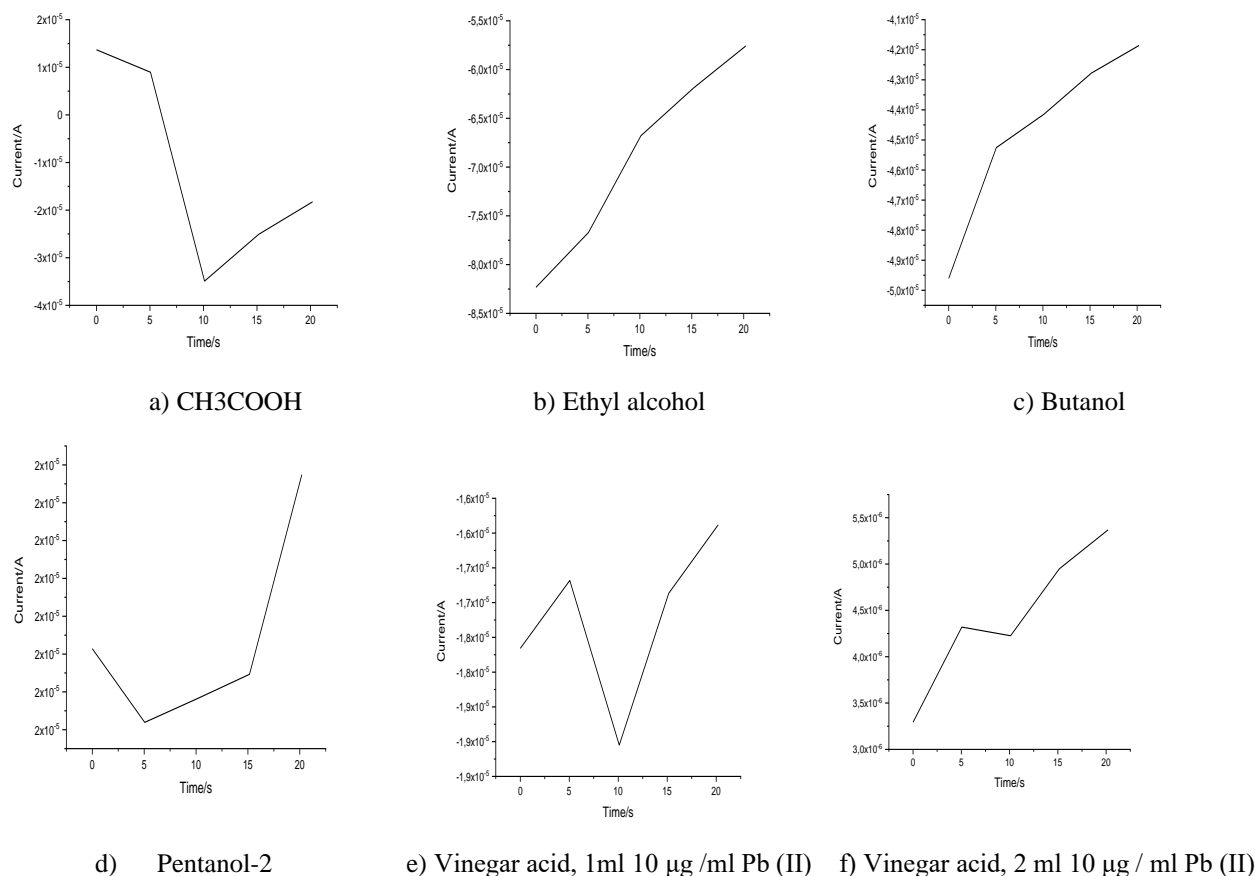 2x10-5
1x10-5
0
-1x10-5
-2x10-5
-3x10-5
-4x10-5
Current/A
0 5 10 15 20
Time/s
a) CH3COOH
-5,5x10-5
-6,0x10-5
-6,5x10-5
-7,0x10-5
-7,5x10-5
-8,0x10-5
-8,5x10-5
Current/A
0 5 10 15 20
Time/s
b) Ethyl alcohol
-4,1x10-5
-4,2x10-5
-4,3x10-5
-4,4x10-5
-4,5x10-5
-4,6x10-5
-4,7x10-5
-4,8x10-5
-4,9x10-5
-5,0x10-5
Current/A
0 5 10 15 20
Time/s
c) Butanol
2x10-5
2x10-5
2x10-5
2x10-5
2x10-5
2x10-5
2x10-5
2x10-5
Current/A
0 5 10 15 20
Time/s
d) Pentanol-2
-1,6x10-5
-1,6x10-5
-1,7x10-5
-1,7x10-5
-1,8x10-5
-1,8x10-5
-1,9x10-5
-1,9x10-5
-1,9x10-5
Current/A
0 5 10 15 20
Time/s
e) Vinegar acid, 1ml 10 μg /ml Pb (II)
5,5x10-6
5,0x10-6
4,5x10-6
4,0x10-6
3,5x10-6
3,0x10-6
Current/A
0 5 10 15 20
Time/s
f) Vinegar acid, 2 ml 10 μg / ml Pb (II)